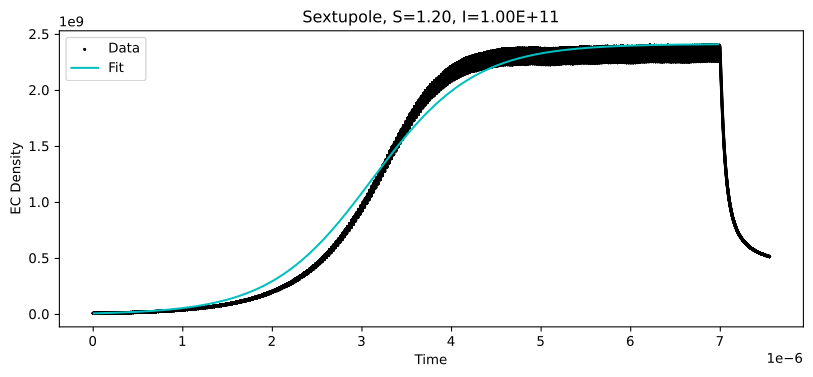 Sextupole, S=1.20, I=1.00E+11
1e9
2.5
2.0
1.5
1.0
0.5
0.0
EC Density
Data
Fit
0 1 2 3 4 5 6 7
1e−6
Time